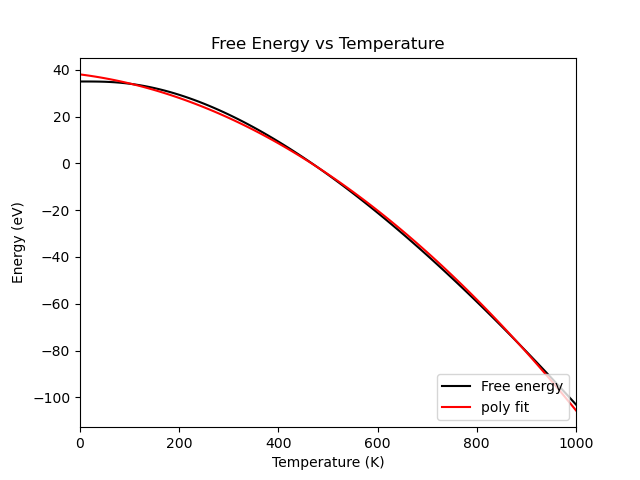 Free Energy vs Temperature
Energy (eV)
40
20
0
−20
−40
−60
−80
−100
Free energy
poly fit
0 200 400 600 800 1000
Temperature (K)